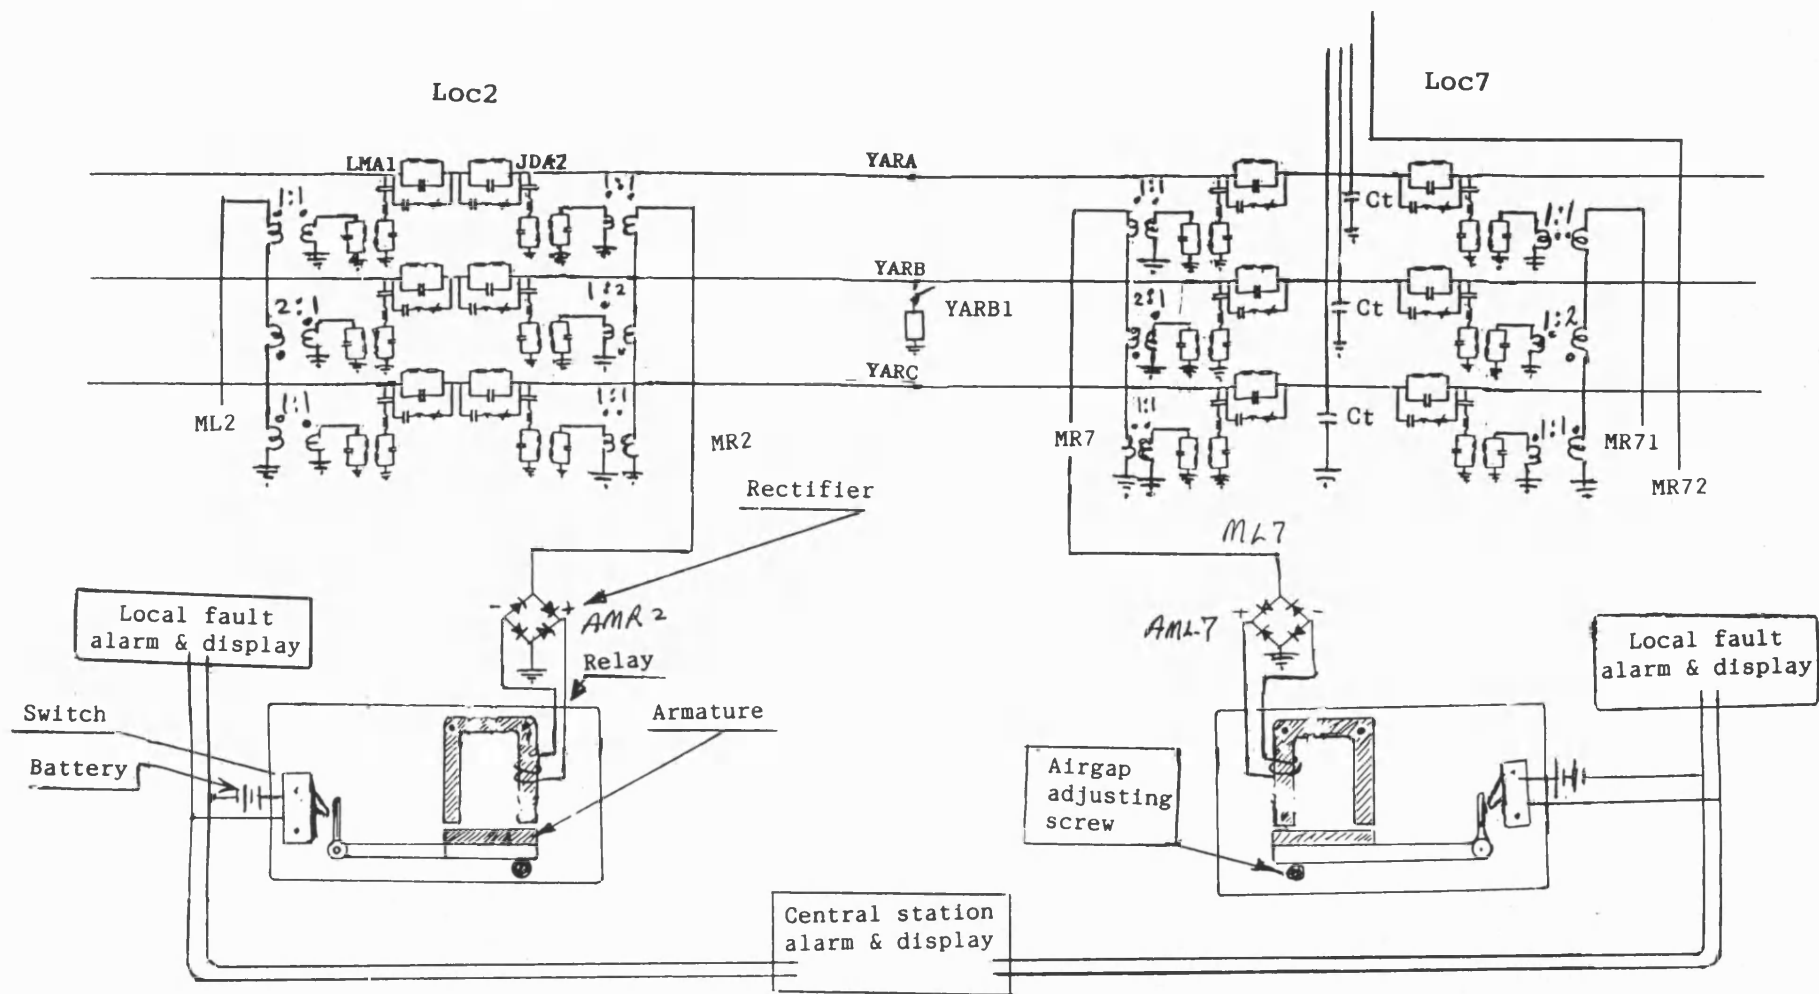 Loc2
Loc7
LMA1
JDA2
YARA
1:1
1:1
1:1
1:1
Ct
YARB
YARB1
2:1
1:2
2:1
1:2
Ct
YARC
1:1
1:1
1:1
1:1
Ct
ML2
MR2
MR7
MR71
MR72
Rectifier
ML7
Local fault
alarm & display
- +
AMR2
+ -
AML7
Local fault
alarm & display
Relay
Switch
Armature
Battery
Airgap
adjusting
screw
Central station
alarm & display